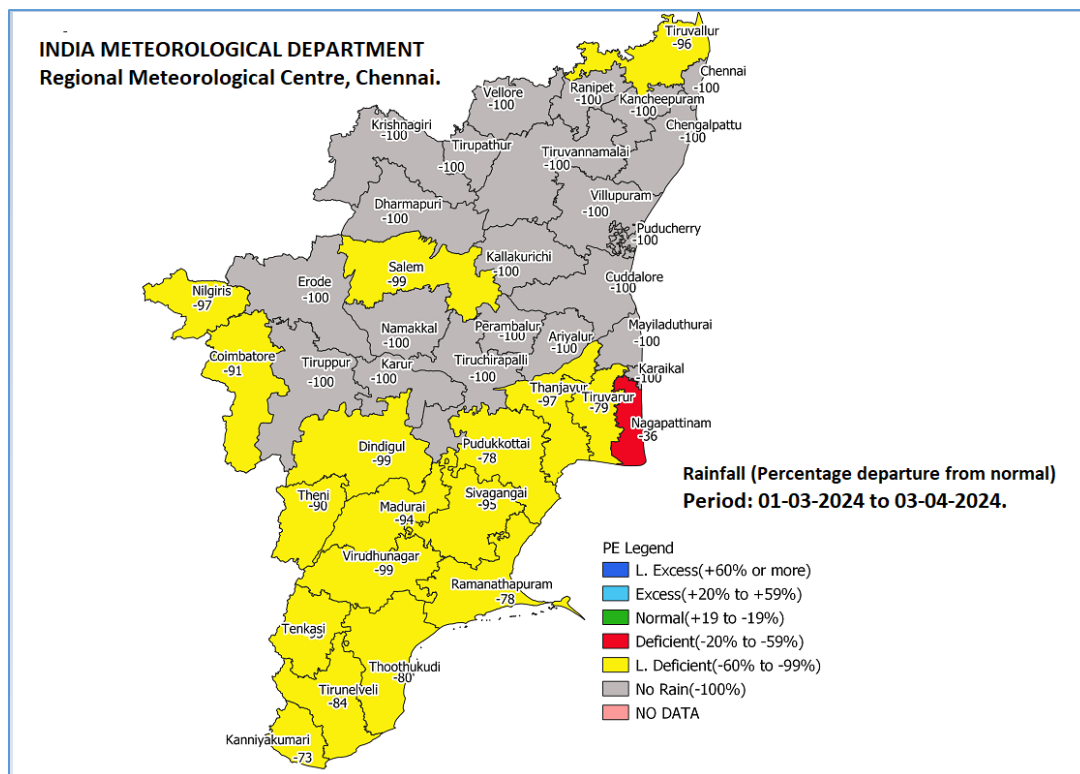 INDIA METEOROLOGICAL DEPARTMENT
Regional Meteorological Centre, Chennai.
Tiruvallur
-96
Chennai
-100
Vellore
-100
Ranipet
-100
Kancheepuram
-100
Chengalpattu
-100
Krishnagiri
-100
Tirupathur
-100
Tiruvannamalai
-100
Dharmapuri
-100
Villupuram
-100
Puducherry
-100
Salem
-99
Kallakurichi
-100
Cuddalore
-100
Erode
-100
Nilgiris
-97
Namakkal
-100
Perambalur
-100
Ariyalur
-100
Mayiladuthurai
-100
Coimbatore
-91
Tiruppur
-100
Karur
-100
Tiruchirapalli
-100
Karaikal
-100
Thanjavur
-97
Tiruvarur
-79
Nagapattinam
-36
Dindigul
-99
Pudukkottai
-78
Theni
-90
Madurai
-94
Sivagangai
-95
Virudhunagar
-99
Ramanathapuram
-78
Tenkasi
Thoothukudi
-80
Tirunelveli
-84
Kanniyakumari
-73
Rainfall (Percentage departure from normal)
Period: 01-03-2024 to 03-04-2024.
PE Legend
L. Excess(+60% or more)
Excess(+20% to +59%)
Normal(+19 to -19%)
Deficient(-20% to -59%)
L. Deficient(-60% to -99%)
No Rain(-100%)
NO DATA